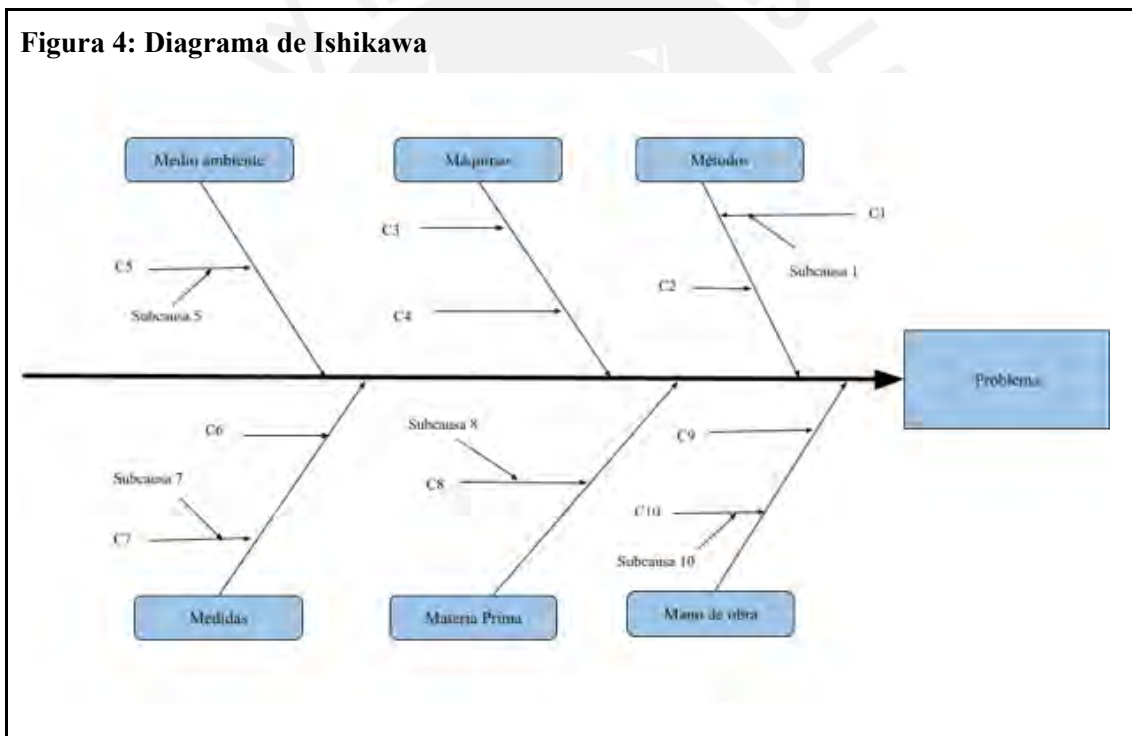 Figura 4: Diagrama de Ishikawa
Medio ambiente
Máquinas
Métodos
C1
C3
Subcausa 1
C5
C2
Subcausa 5
C4
Problema
C6
Subcausa 8
C9
Subcausa 7
C8
C10
C7
Subcausa 10
Medidas
Materia Prima
Mano de obra